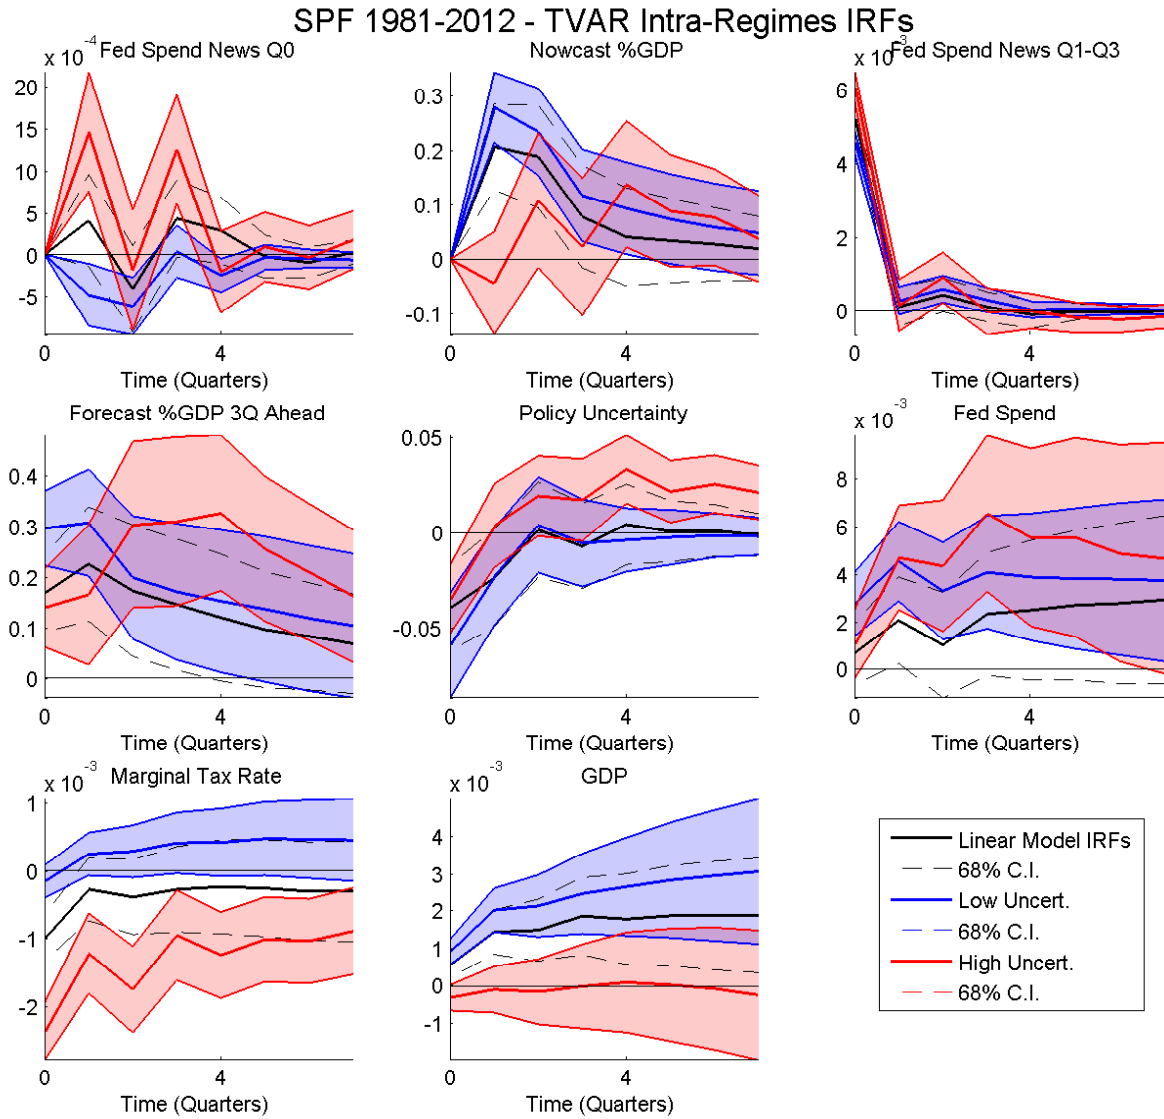 SPF 1981-2012 - TVAR Intra-Regimes IRFs
x 10^-4
Fed Spend News Q0
20
15
10
5
0
-5
0
4
Time (Quarters)
Nowcast %GDP
0.3
0.2
0.1
0
-0.1
0
4
Time (Quarters)
x 10^-3
Fed Spend News Q1-Q3
6
4
2
0
0
4
Time (Quarters)
Forecast %GDP 3Q Ahead
0.4
0.3
0.2
0.1
0
0
4
Time (Quarters)
Policy Uncertainty
0.05
0
-0.05
0
4
Time (Quarters)
x 10^-3
Fed Spend
8
6
4
2
0
0
4
Time (Quarters)
x 10^-3
Marginal Tax Rate
1
0
-1
-2
0
4
Time (Quarters)
x 10^-3
GDP
4
3
2
1
0
-1
0
4
Time (Quarters)
Linear Model IRFs
68% C.I.
Low Uncert.
68% C.I.
High Uncert.
68% C.I.